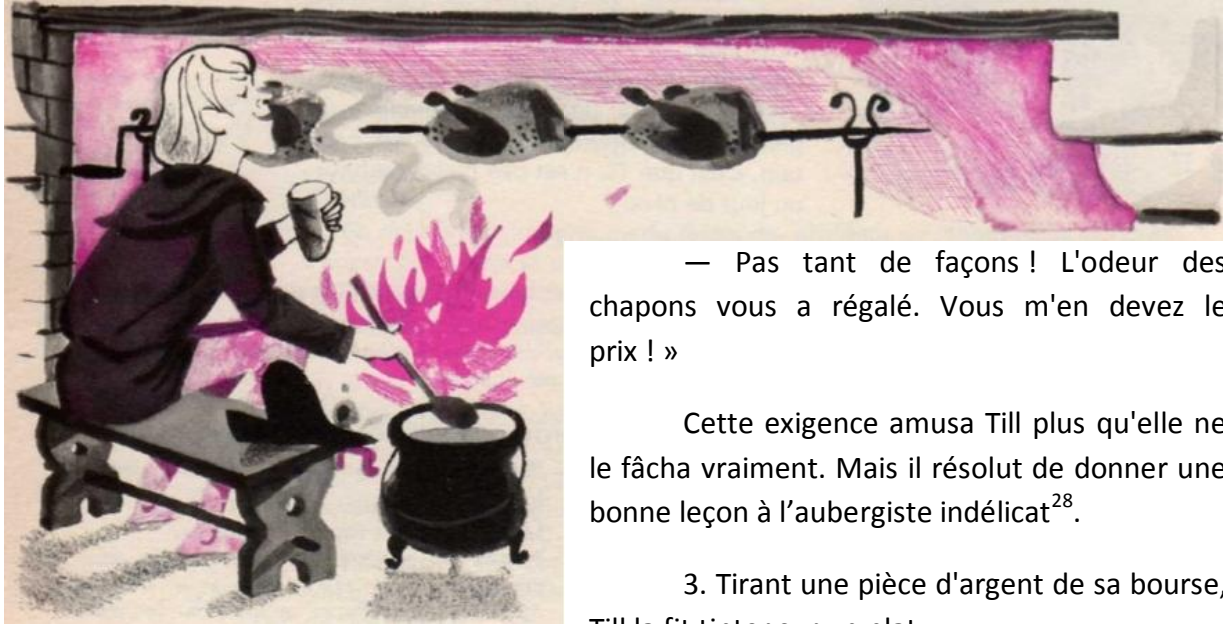 — Pas tant de façons ! L'odeur des
chapons vous a régalé. Vous m'en devez le
prix ! »
Cette exigence amusa Till plus qu'elle ne
le fâcha vraiment. Mais il résolut de donner une
bonne leçon à l’aubergiste indélicat²⁸.
3. Tirant une pièce d'argent de sa bourse,